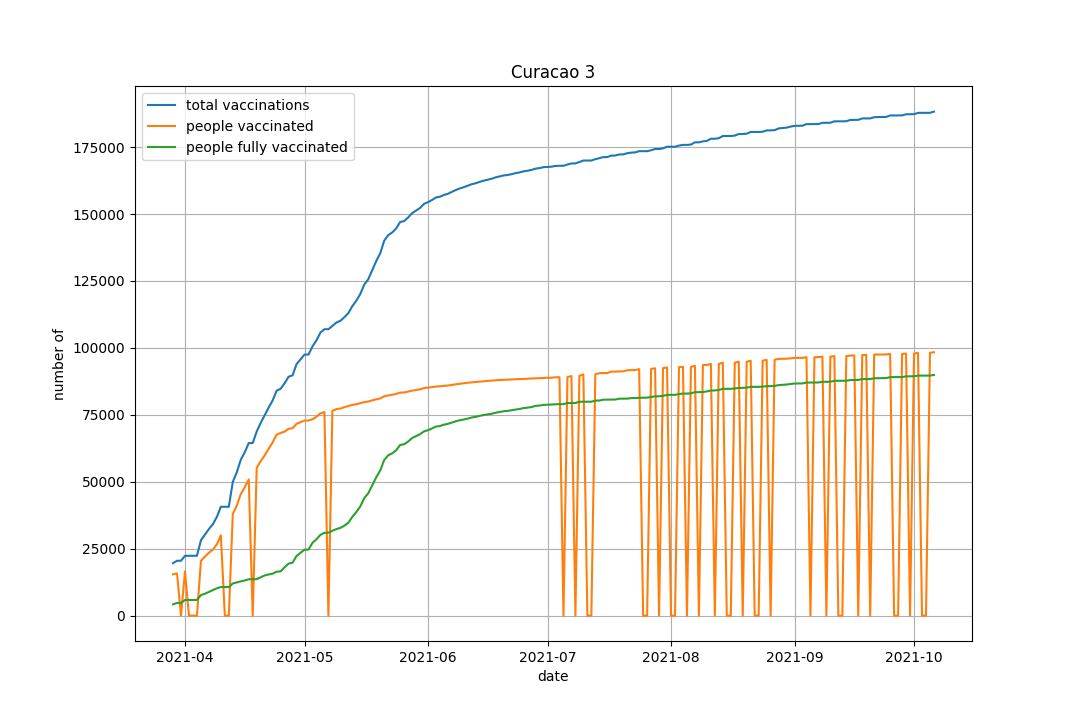 Curacao 3
total vaccinations
people vaccinated
people fully vaccinated
number of
175000
150000
125000
100000
75000
50000
25000
0
2021-04 2021-05 2021-06 2021-07 2021-08 2021-09 2021-10
date